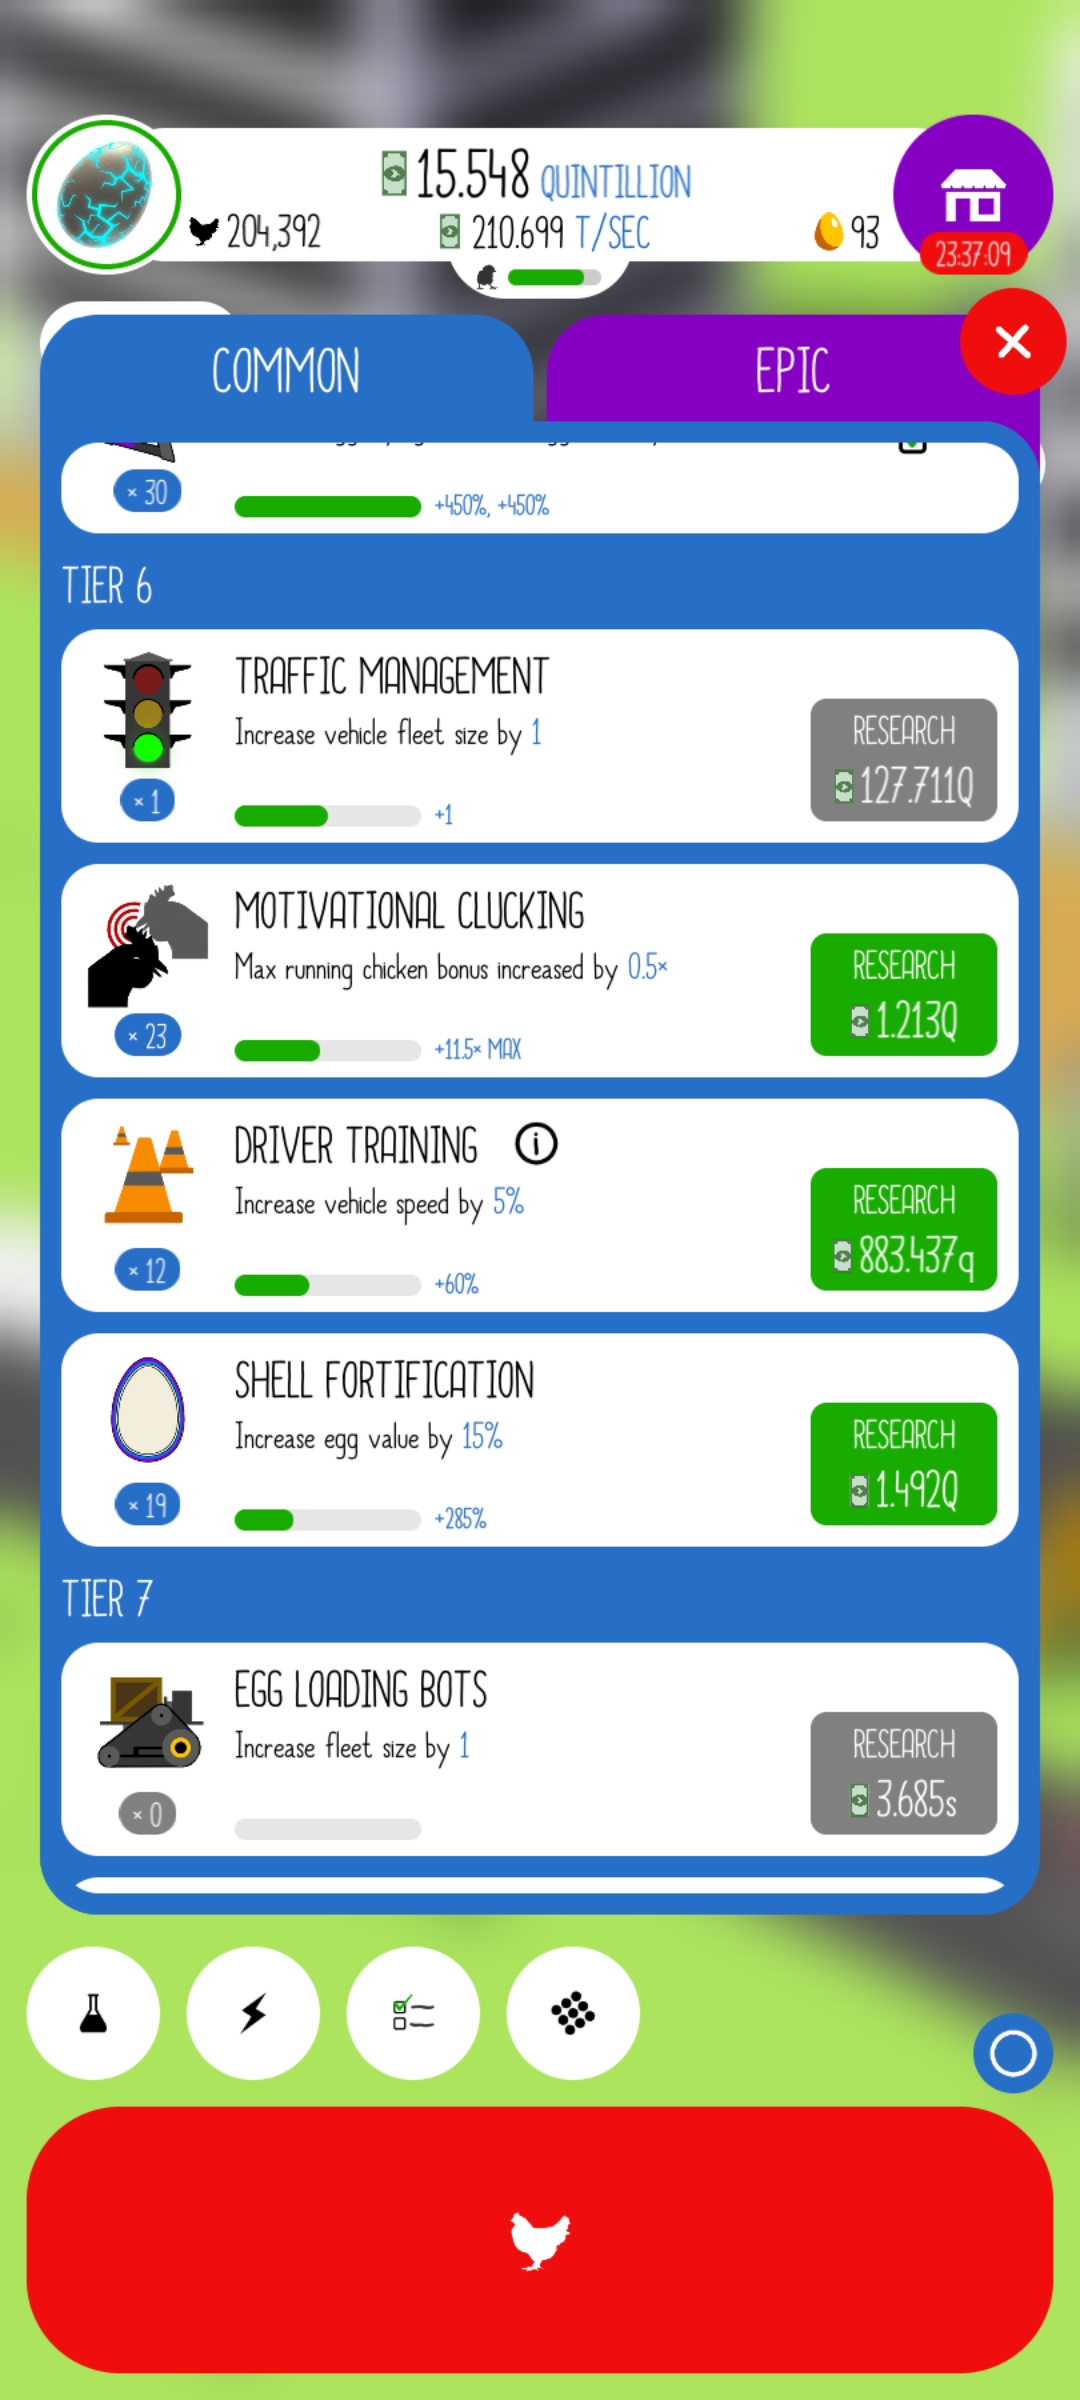 15.548 QUINTILLION
204,392
210.699 T/SEC
93
23:37:09
COMMON
EPIC
× 30
+450%, +450%
TIER 6
TRAFFIC MANAGEMENT
Increase vehicle fleet size by 1
RESEARCH
127.711Q
× 1
+1
MOTIVATIONAL CLUCKING
Max running chicken bonus increased by 0.5×
RESEARCH
1.213Q
× 23
+11.5× MAX
DRIVER TRAINING
Increase vehicle speed by 5%
RESEARCH
883.437q
× 12
+60%
SHELL FORTIFICATION
Increase egg value by 15%
RESEARCH
1.492Q
× 19
+285%
TIER 7
EGG LOADING BOTS
Increase fleet size by 1
RESEARCH
3.685s
× 0